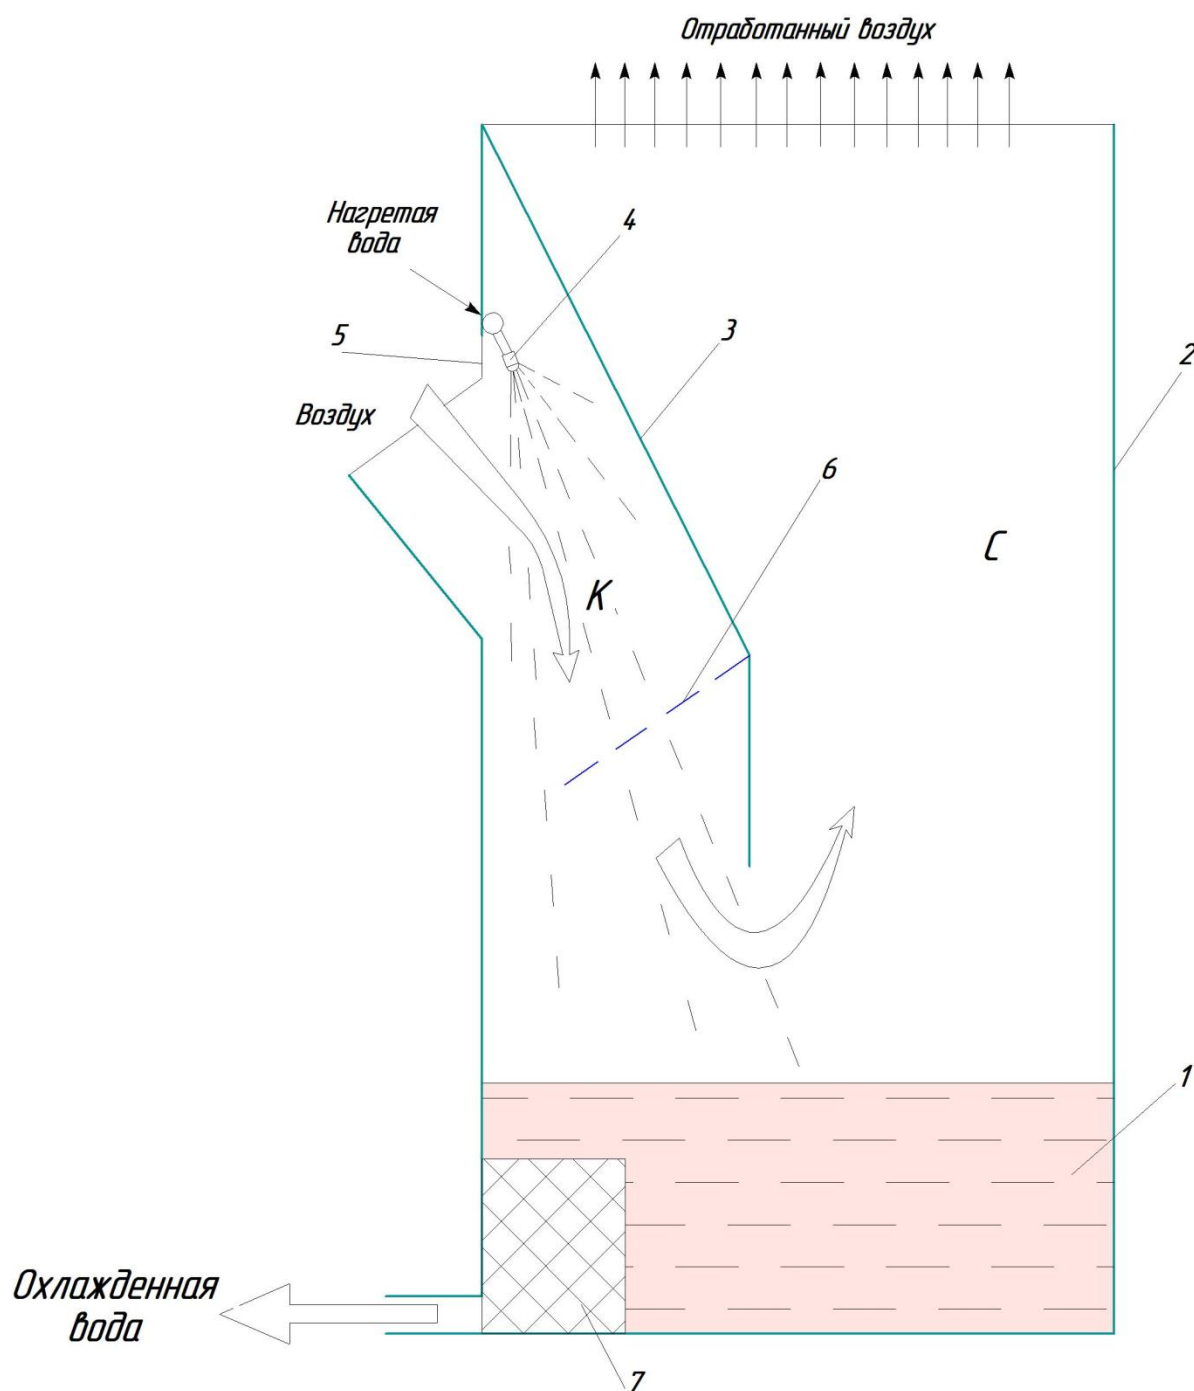 Отработанный воздух
Нагретая
вода
4
5
3
2
Воздух
6
С
К
1
Охлажденная
вода
7